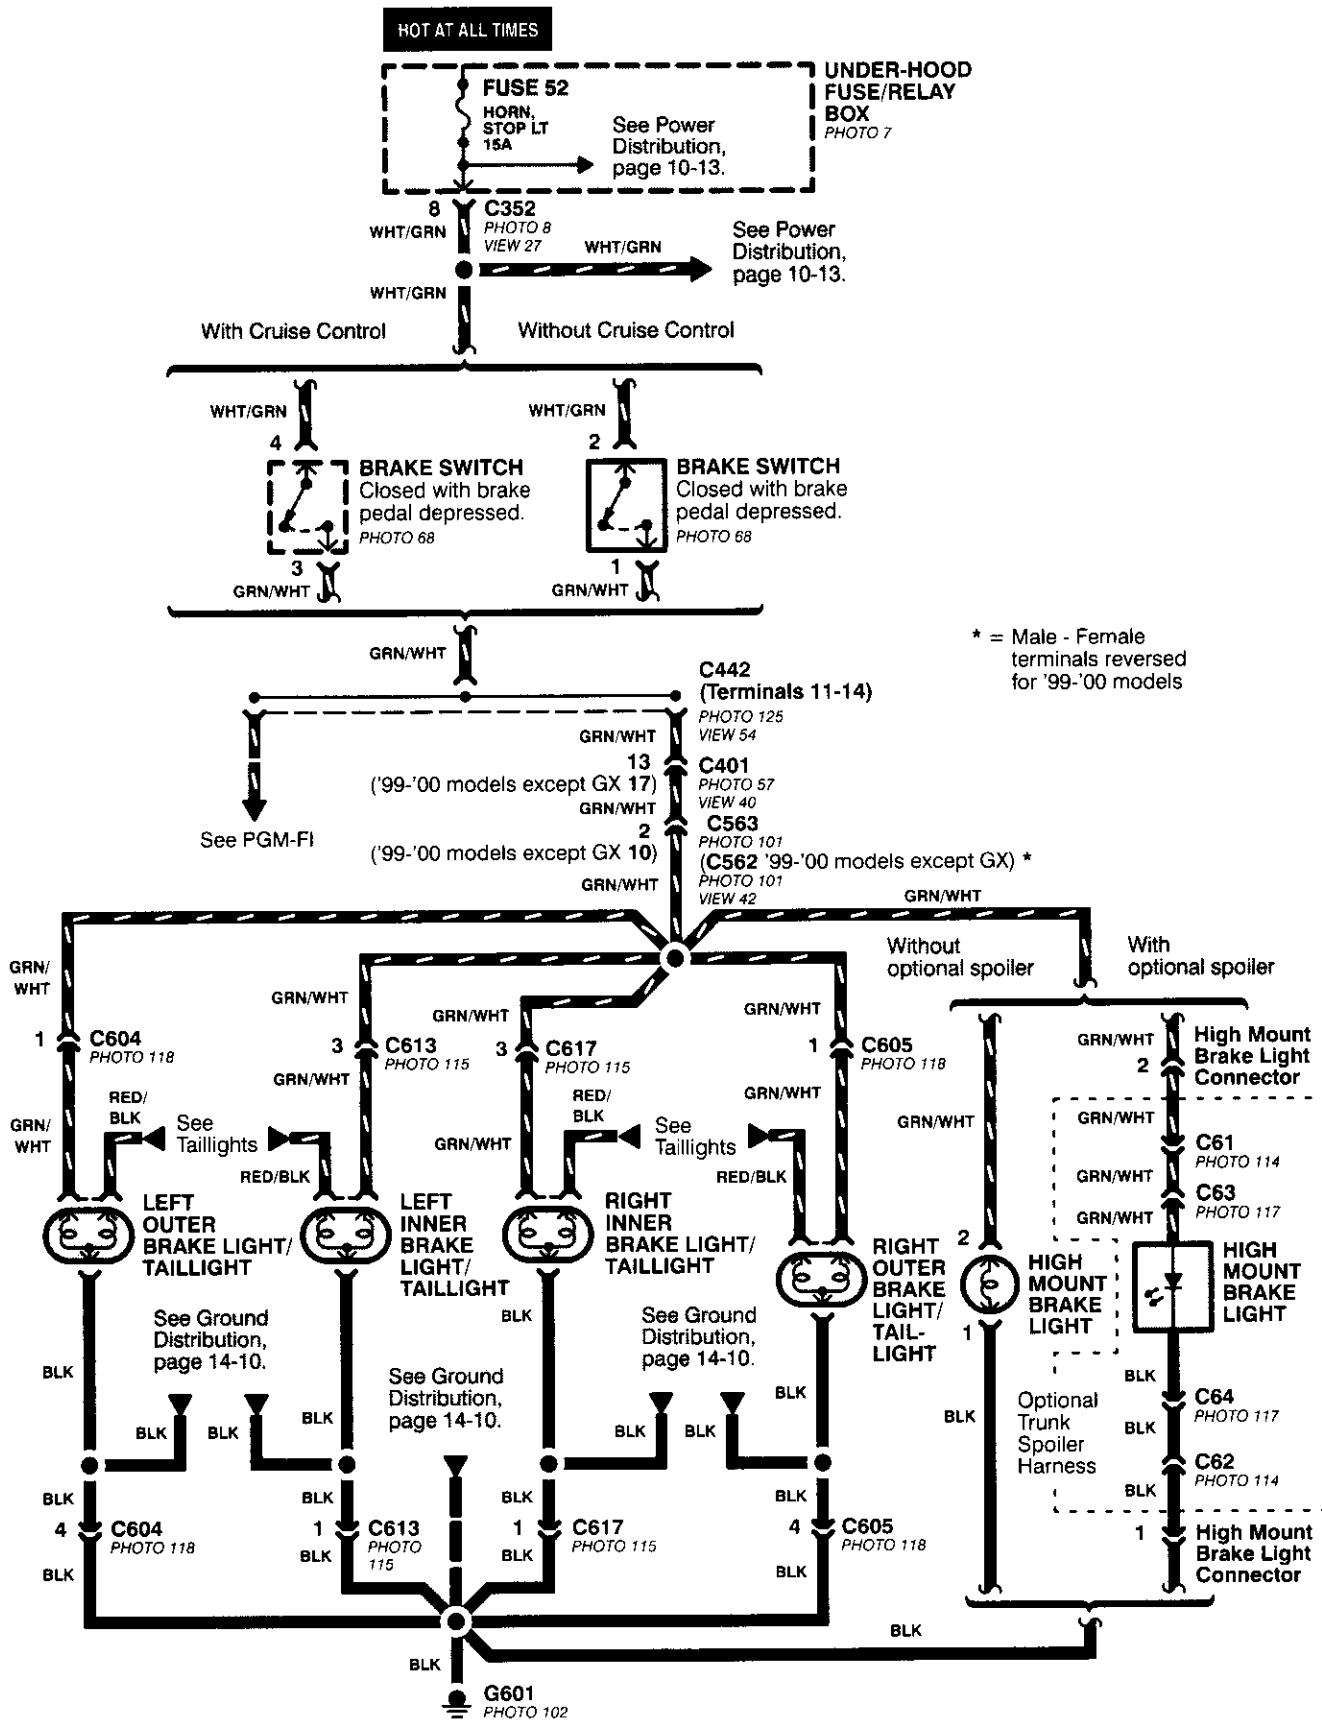 HOT AT ALL TIMES
UNDER-HOOD
FUSE/RELAY
BOX
PHOTO 7
FUSE 52
HORN,
STOP LT
15A
See Power
Distribution,
page 10-13.
8
C352
PHOTO 8
VIEW 27
WHT/GRN
WHT/GRN
See Power
Distribution,
page 10-13.
WHT/GRN
With Cruise Control
Without Cruise Control
WHT/GRN
WHT/GRN
4
2
BRAKE SWITCH
Closed with brake
pedal depressed.
PHOTO 68
BRAKE SWITCH
Closed with brake
pedal depressed.
PHOTO 68
3
1
GRN/WHT
GRN/WHT
GRN/WHT
* = Male - Female
terminals reversed
for '99-'00 models
C442
(Terminals 11-14)
PHOTO 125
VIEW 54
GRN/WHT
13
('99-'00 models except GX 17)
C401
PHOTO 57
VIEW 40
GRN/WHT
See PGM-FI
2
('99-'00 models except GX 10)
C563
PHOTO 101
(C562 '99-'00 models except GX) *
PHOTO 101
VIEW 42
GRN/WHT
GRN/WHT
Without
optional spoiler
With
optional spoiler
GRN/
WHT
GRN/WHT
GRN/WHT
GRN/WHT
1
C604
PHOTO 118
3
C613
PHOTO 115
3
C617
PHOTO 115
1
C605
PHOTO 118
GRN/WHT
2
High Mount
Brake Light
Connector
GRN/
WHT
RED/
BLK
See
Taillights
GRN/WHT
RED/BLK
GRN/WHT
RED/
BLK
See
Taillights
GRN/WHT
RED/BLK
GRN/WHT
GRN/WHT
C61
PHOTO 114
GRN/WHT
C63
PHOTO 117
GRN/WHT
LEFT
OUTER
BRAKE LIGHT/
TAILLIGHT
LEFT
INNER
BRAKE
LIGHT/
TAILLIGHT
RIGHT
INNER
BRAKE LIGHT/
TAILLIGHT
RIGHT
OUTER
BRAKE
LIGHT/
TAIL-
LIGHT
2
HIGH
MOUNT
BRAKE
LIGHT
1
HIGH
MOUNT
BRAKE
LIGHT
See Ground
Distribution,
page 14-10.
See Ground
Distribution,
page 14-10.
See Ground
Distribution,
page 14-10.
BLK
BLK
BLK
BLK
BLK
BLK
BLK
BLK
BLK
BLK
BLK
Optional
Trunk
Spoiler
Harness
C64
PHOTO 117
BLK
C62
PHOTO 114
BLK
BLK
BLK
BLK
BLK
4
C604
PHOTO 118
1
C613
PHOTO
115
1
C617
PHOTO 115
4
C605
PHOTO 118
1
High Mount
Brake Light
Connector
BLK
BLK
BLK
BLK
BLK
BLK
G601
PHOTO 102